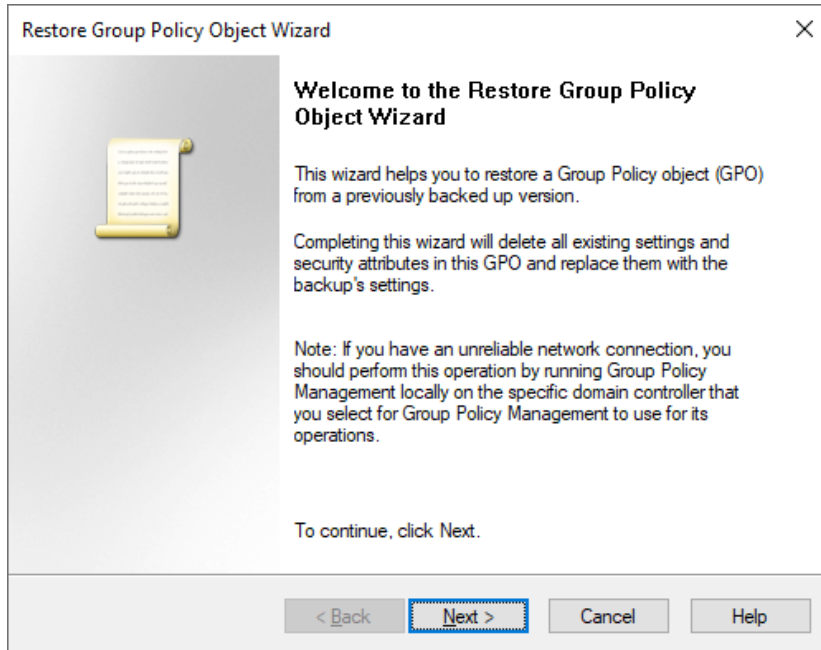 Restore Group Policy Object Wizard
Welcome to the Restore Group Policy
Object Wizard
This wizard helps you to restore a Group Policy object (GPO)
from a previously backed up version.
Completing this wizard will delete all existing settings and
security attributes in this GPO and replace them with the
backup's settings.
Note: If you have an unreliable network connection, you
should perform this operation by running Group Policy
Management locally on the specific domain controller that
you select for Group Policy Management to use for its
operations.
To continue, click Next.
< Back
Next >
Cancel
Help